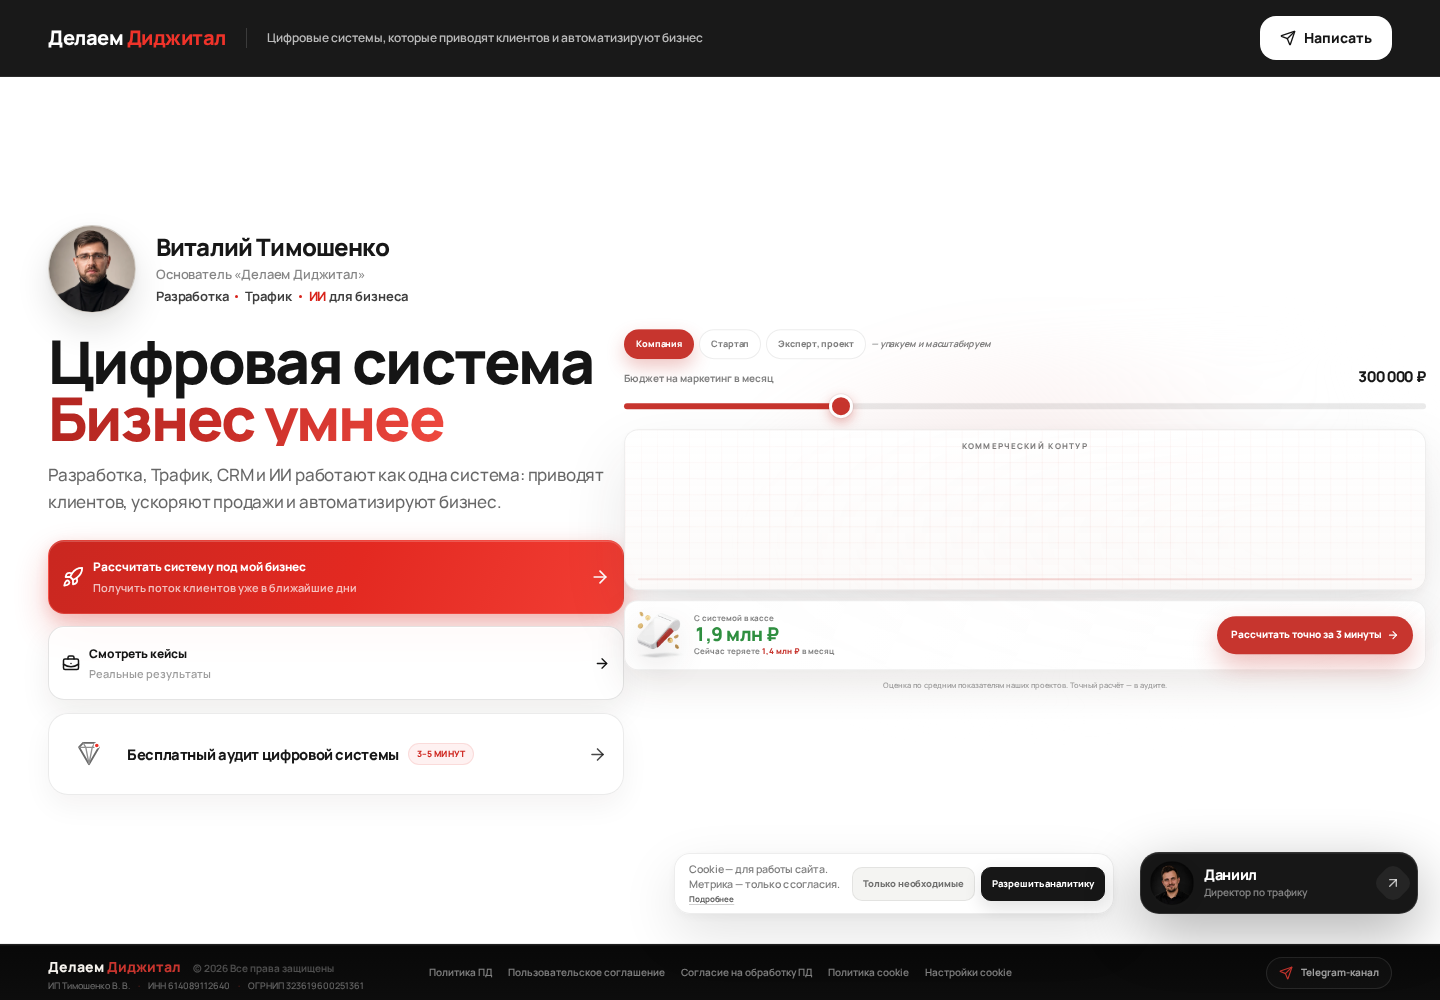 Делаем Диджитал
Цифровые системы, которые приводят клиентов и автоматизируют бизнес
Написать
Виталий Тимошенко
Основатель «Делаем Диджитал»
Разработка • Трафик • ИИ для бизнеса
Цифровая система
Бизнес умнее
Разработка, Трафик, CRM и ИИ работают как одна система: приводят
клиентов, ускоряют продажи и автоматизируют бизнес.
Рассчитать систему под мой бизнес
Получить поток клиентов уже в ближайшие дни
Смотреть кейсы
Реальные результаты
Бесплатный аудит цифровой системы 3–5 МИНУТ
Компания Стартап Эксперт, проект — упакуем и масштабируем
Бюджет на маркетинг в месяц 300 000 ₽
КОММЕРЧЕСКИЙ КОНТУР
С системой в кассе
1,9 млн ₽
Сейчас теряете 1,4 млн ₽ в месяц
Рассчитать точно за 3 минуты
Оценка по средним показателям наших проектов. Точный расчёт — в аудите.
Cookie — для работы сайта.
Метрика — только с согласия.
Подробнее
Только необходимые
Разрешить аналитику
Даниил
Директор по трафику
Делаем Диджитал © 2026 Все права защищены
ИП Тимошенко В. В. · ИНН 614089112640 · ОГРНИП 323619600251361
Политика ПД Пользовательское соглашение Согласие на обработку ПД Политика cookie Настройки cookie
Telegram-канал